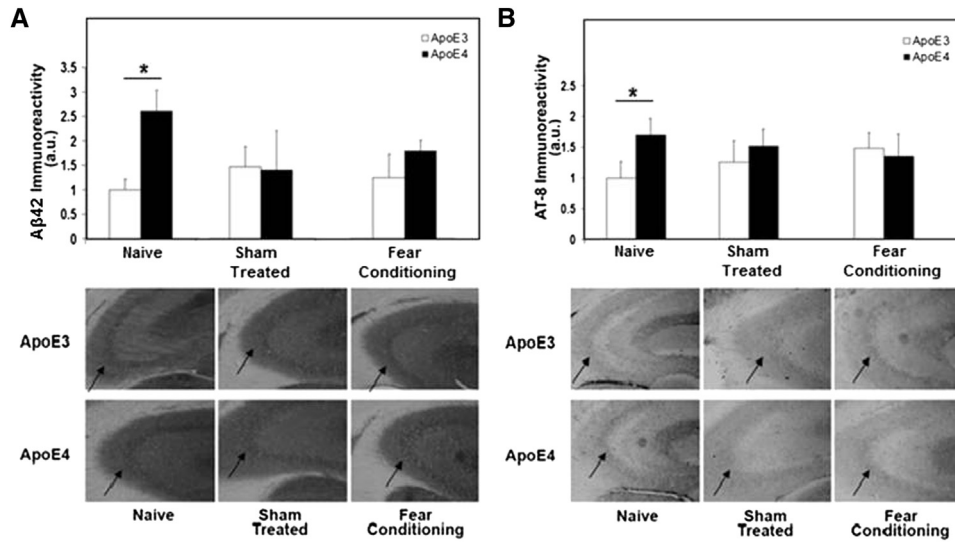 A
Aβ42 Immunoreactivity
(a.u.)
3.5
3
2.5
2
1.5
1
0.5
0
ApoE3
ApoE4
*
Naive
Sham
Treated
Fear
Conditioning
ApoE3
ApoE4
Naive
Sham
Treated
Fear
Conditioning
B
AT-8 Immunoreactivity
(a.u.)
2.5
2
1.5
1
0.5
0
ApoE3
ApoE4
*
Naive
Sham
Treated
Fear
Conditioning
ApoE3
ApoE4
Naive
Sham
Treated
Fear
Conditioning